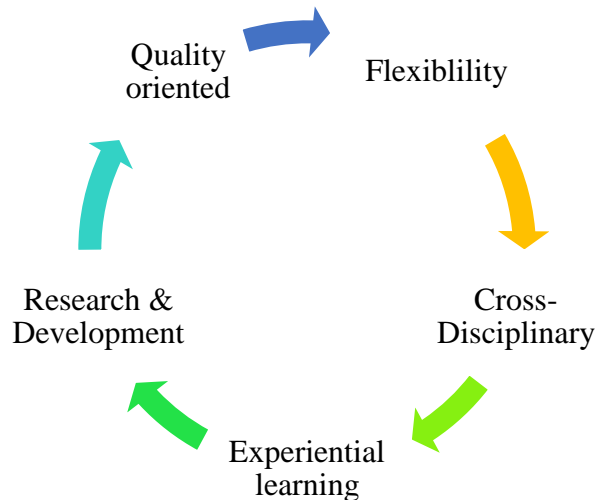 Quality
oriented
Flexiblility
Cross-
Disciplinary
Experiential
learning
Research &
Development